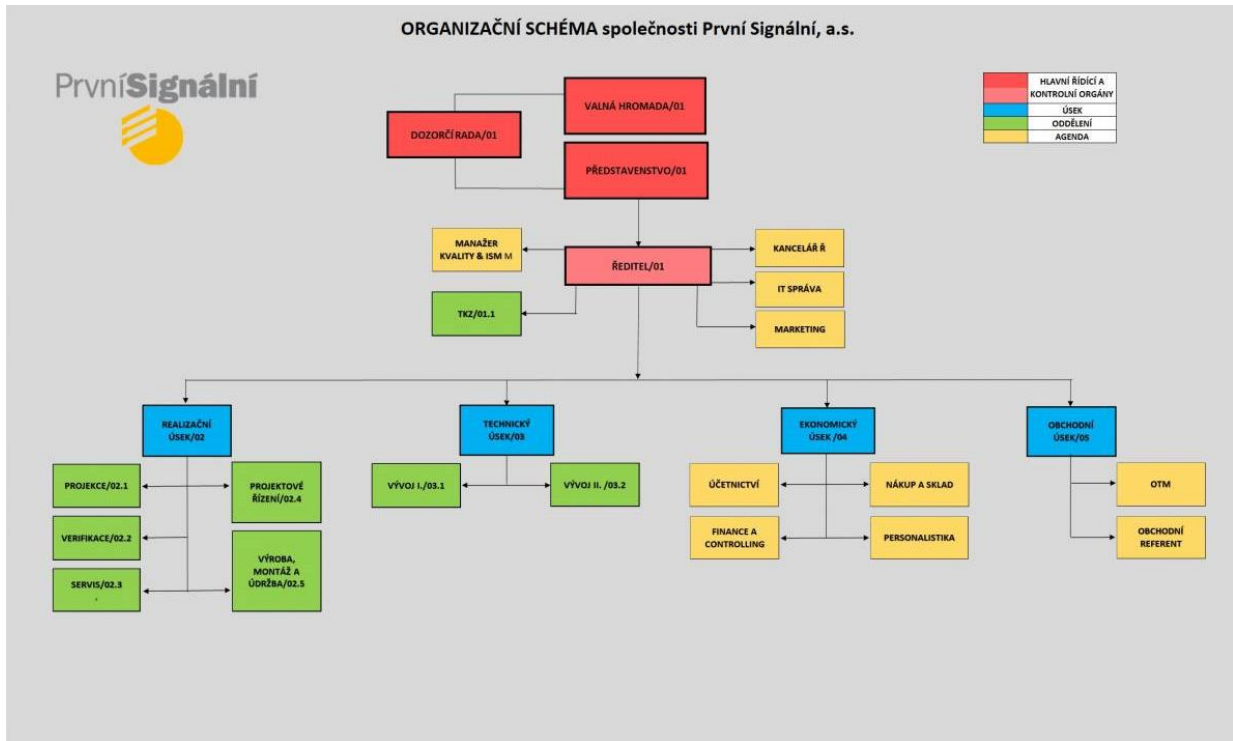 ORGANIZAČNÍ SCHÉMA společnosti První Signální, a.s.
PrvníSignální
HLAVNÍ ŘÍDÍCÍ A
KONTROLNÍ ORGÁNY
ÚSEK
ODDĚLENÍ
AGENDA
VALNÁ HROMADA/01
DOZORČÍ RADA/01
PŘEDSTAVENSTVO/01
MANAŽER
KVALITY & ISM M
KANCELÁŘ Ř
ŘEDITEL/01
IT SPRÁVA
TKZ/01.1
MARKETING
REALIZAČNÍ
ÚSEK/02
TECHNICKÝ
ÚSEK/03
EKONOMICKÝ
ÚSEK /04
OBCHODNÍ
ÚSEK/05
PROJEKCE/02.1
PROJEKTOVÉ
ŘÍZENÍ/02.4
VERIFIKACE/02.2
VÝROBA,
MONTÁŽ A
ÚDRŽBA/02.5
SERVIS/02.3
.
VÝVOJ I./03.1
VÝVOJ II. /03.2
ÚČETNICTVÍ
NÁKUP A SKLAD
FINANCE A
CONTROLLING
PERSONALISTIKA
OTM
OBCHODNÍ
REFERENT